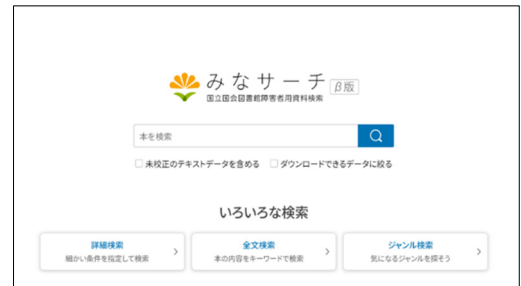 みなサーチ β版
国立国会図書館障害者用資料検索
本を検索
未校正のテキストデータを含める ダウンロードできるデータに絞る
いろいろな検索
詳細検索
細かい条件を指定して検索
全文検索
本の内容をキーワードで検索
ジャンル検索
気になるジャンルを探そう